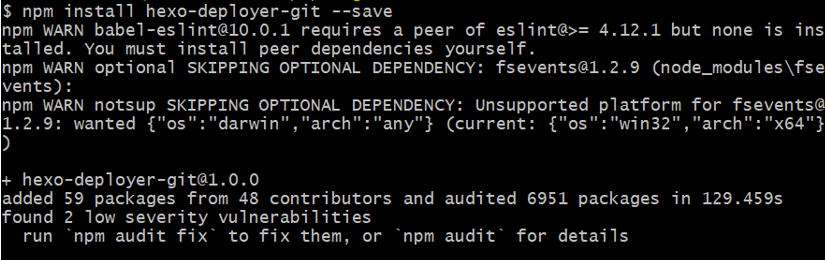 $ npm install hexo-deployer-git --save
npm WARN babel-eslint@10.0.1 requires a peer of eslint@>= 4.12.1 but none is ins
talled. You must install peer dependencies yourself.
npm WARN optional SKIPPING OPTIONAL DEPENDENCY: fsevents@1.2.9 (node_modules\fse
vents):
npm WARN notsup SKIPPING OPTIONAL DEPENDENCY: Unsupported platform for fsevents@
1.2.9: wanted {"os":"darwin","arch":"any"} (current: {"os":"win32","arch":"x64"}
)
+ hexo-deployer-git@1.0.0
added 59 packages from 48 contributors and audited 6951 packages in 129.459s
found 2 low severity vulnerabilities
  run `npm audit fix` to fix them, or `npm audit` for details